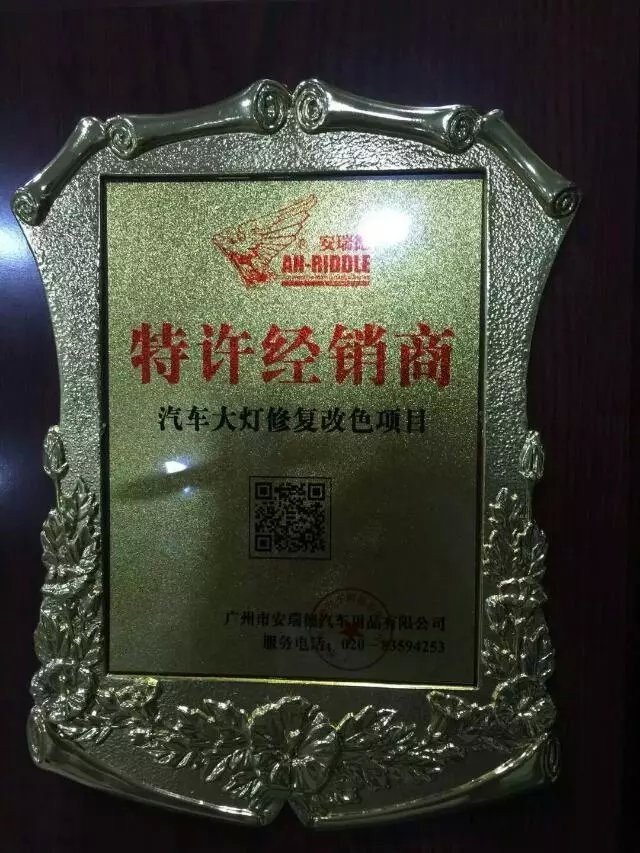 安瑞德
AN-RIDDLE
特许经销商
汽车大灯修复改色项目
广州市安瑞德汽车用品有限公司
服务电话：020-83594253